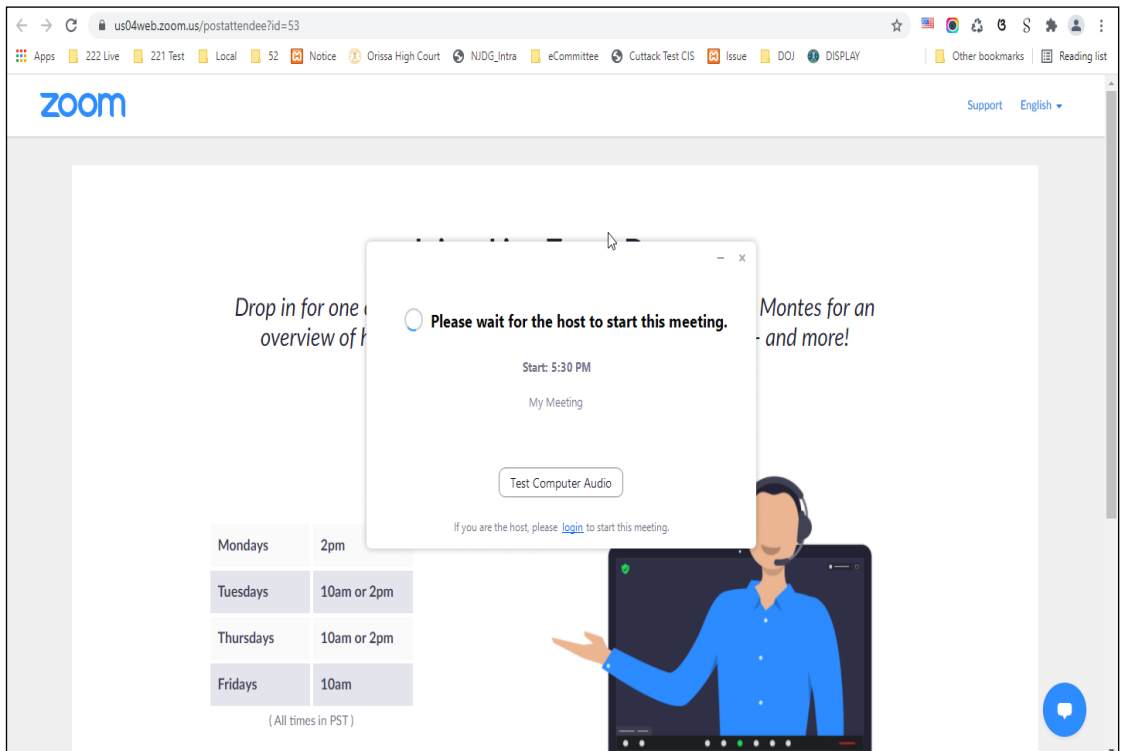 us04web.zoom.us/postattendee?id=53
Apps 222 Live 221 Test Local 52 Notice Orissa High Court NJDG_Intra eCommittee Cuttack Test CIS Issue DOJ DISPLAY Other bookmarks Reading list
zoom Support English
Drop in for one Montes for an
overview of - and more!
Please wait for the host to start this meeting.
Start: 5:30 PM
My Meeting
Test Computer Audio
If you are the host, please login to start this meeting.
Mondays 2pm
Tuesdays 10am or 2pm
Thursdays 10am or 2pm
Fridays 10am
(All times in PST)